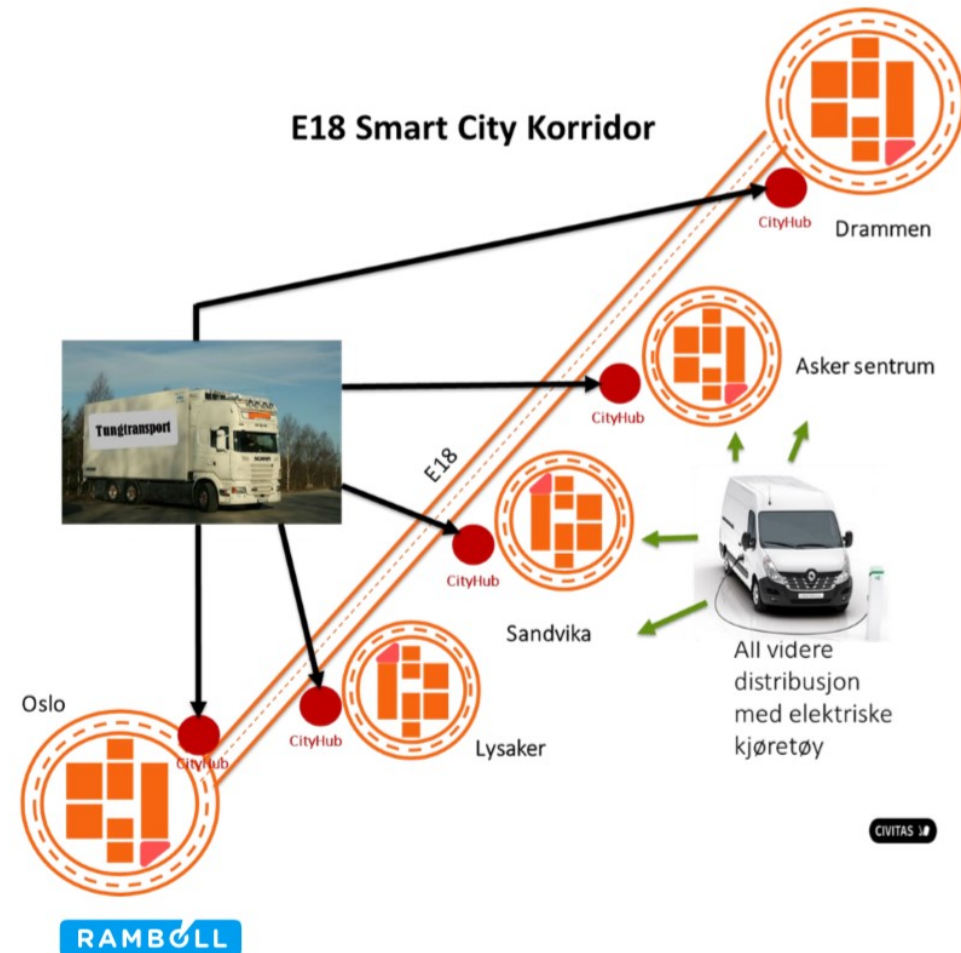 E18 Smart City Korridor
CityHub
Drammen
Tungtransport
Asker sentrum
CityHub
E18
CityHub
Sandvika
All videre
distribusjon
med elektriske
kjøretøy
Oslo
CityHub
CityHub
Lysaker
CIVITAS
RAMBOLL